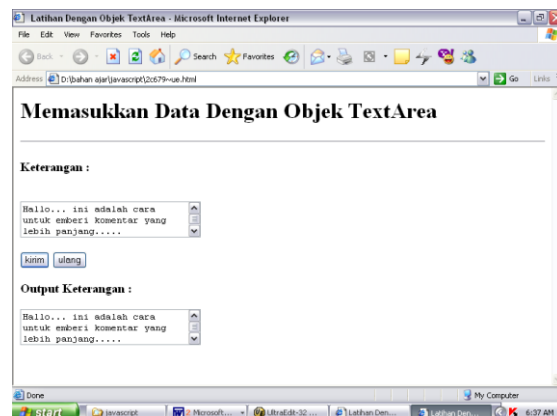 Latihan Dengan Objek TextArea - Microsoft Internet Explorer
File Edit View Favorites Tools Help
Back Search Favorites
Address D:\bahan ajar\javascript\2c679~ue.html Go Links
Memasukkan Data Dengan Objek TextArea
Keterangan :
Hallo... ini adalah cara
untuk emberi komentar yang
lebih panjang.....
kirim ulang
Output Keterangan :
Hallo... ini adalah cara
untuk emberi komentar yang
lebih panjang.....
Done My Computer
start javascript 2 Microsoft... UltraEdit-32 ... Latihan Den... Latihan Den... 6:37 AM